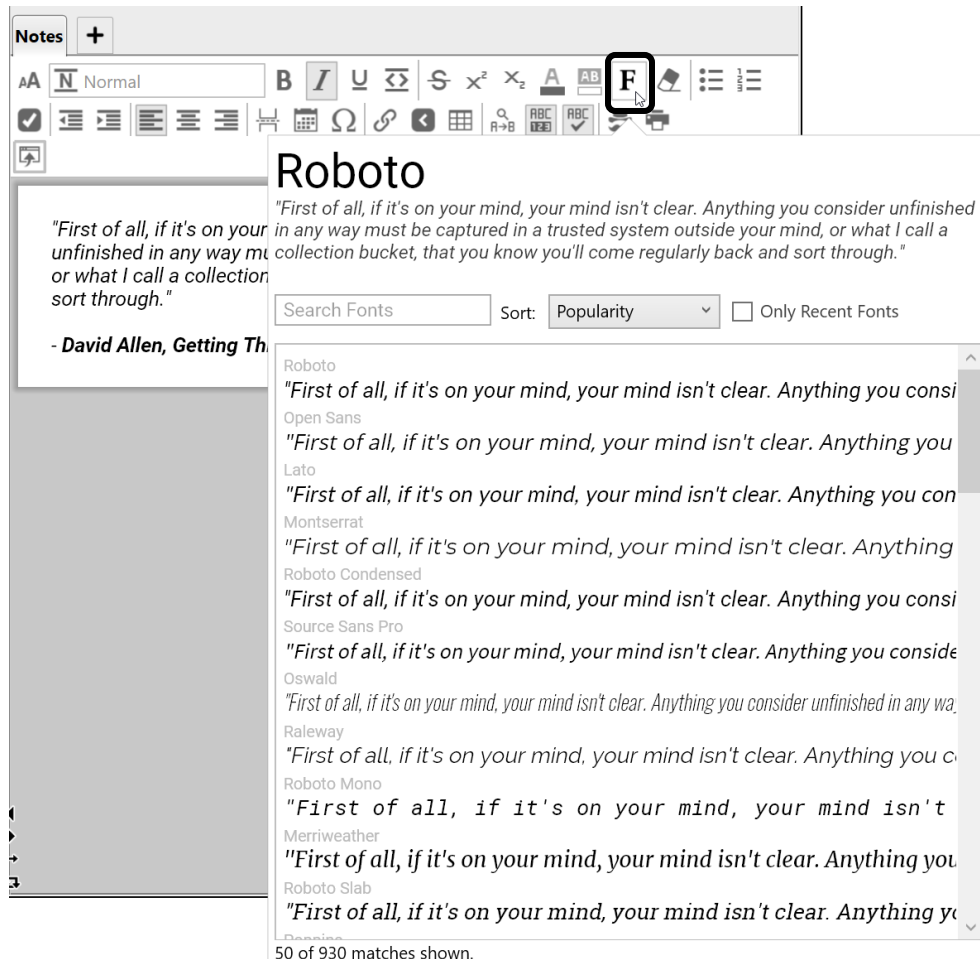 Notes +
AA N Normal B I U S x² X₂ A AB F
A→B ABC 123 ABC
Roboto
"First of all, if it's on your mind, your mind isn't clear. Anything you consider unfinished
in any way must be captured in a trusted system outside your mind, or what I call a
collection bucket, that you know you'll come regularly back and sort through."
"First of all, if it's on your
unfinished in any way mu
or what I call a collection
sort through."
- David Allen, Getting Thi
Search Fonts Sort: Popularity Only Recent Fonts
Roboto
"First of all, if it's on your mind, your mind isn't clear. Anything you consi
Open Sans
"First of all, if it's on your mind, your mind isn't clear. Anything you
Lato
"First of all, if it's on your mind, your mind isn't clear. Anything you con
Montserrat
"First of all, if it's on your mind, your mind isn't clear. Anything
Roboto Condensed
"First of all, if it's on your mind, your mind isn't clear. Anything you consi
Source Sans Pro
"First of all, if it's on your mind, your mind isn't clear. Anything you conside
Oswald
"First of all, if it's on your mind, your mind isn't clear. Anything you consider unfinished in any way
Raleway
"First of all, if it's on your mind, your mind isn't clear. Anything you c
Roboto Mono
"First of all, if it's on your mind, your mind isn't
Merriweather
"First of all, if it's on your mind, your mind isn't clear. Anything you
Roboto Slab
"First of all, if it's on your mind, your mind isn't clear. Anything yo
50 of 930 matches shown.